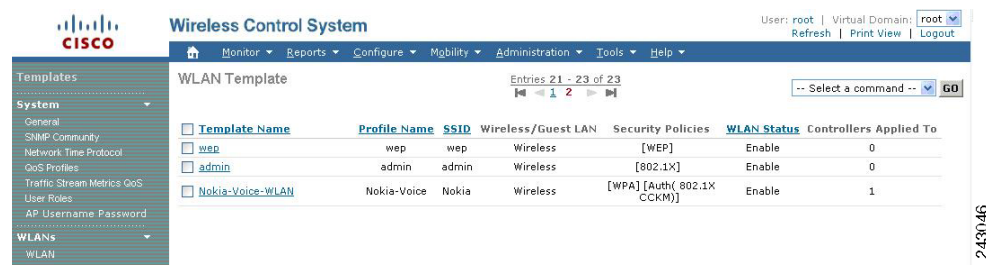 CISCO
Wireless Control System
User: root | Virtual Domain: root
Refresh | Print View | Logout
Monitor Reports Configure Mobility Administration Tools Help
Templates
System
General
SNMP Community
Network Time Protocol
QoS Profiles
Traffic Stream Metrics QoS
User Roles
AP Username Password
WLANs
WLAN
WLAN Template
Entries 21 - 23 of 23
1 2
-- Select a command -- GO
Template Name Profile Name SSID Wireless/Guest LAN Security Policies WLAN Status Controllers Applied To
wep wep wep Wireless [WEP] Enable 0
admin admin admin Wireless [802.1X] Enable 0
Nokia-Voice-WLAN Nokia-Voice Nokia Wireless [WPA] [Auth( 802.1X CCKM)] Enable 1
243046